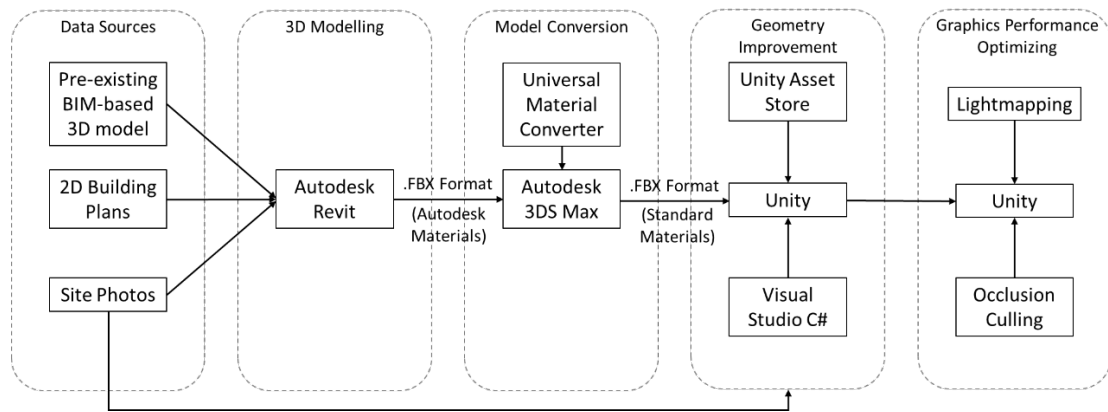 Data Sources
Pre-existing
BIM-based
3D model
2D Building
Plans
Site Photos
3D Modelling
Autodesk
Revit
.FBX Format
(Autodesk
Materials)
Model Conversion
Universal
Material
Converter
Autodesk
3DS Max
.FBX Format
(Standard
Materials)
Geometry
Improvement
Unity Asset
Store
Unity
Visual
Studio C#
Graphics Performance
Optimizing
Lightmapping
Unity
Occlusion
Culling